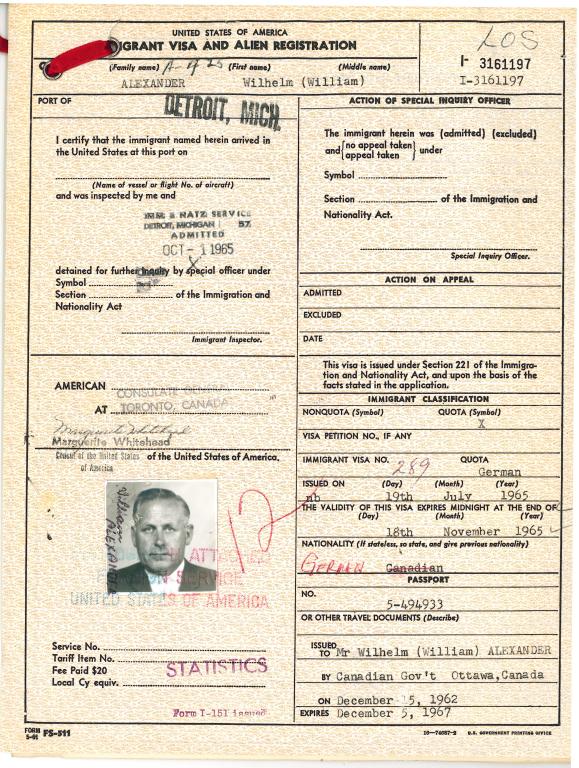 UNITED STATES OF AMERICA
IGRANT VISA AND ALIEN REGISTRATION
(Family name) (First name) (Middle name)
ALEXANDER Wilhelm (William)
LOS
I- 3161197
I-3161197
PORT OF
DETROIT, MICH.
I certify that the immigrant named herein arrived in
the United States at this port on
(Name of vessel or flight No. of aircraft)
and was inspected by me and
IMM. & NATZ. SERVICE
DETROIT, MICHIGAN 57
ADMITTED
OCT - 1 1965
X
detained for further inquiry by special officer under
Symbol
Section of the Immigration and
Nationality Act
Immigrant Inspector.
AMERICAN CONSULATE GENERAL
AT TORONTO, CANADA
Marguerite Whitehead
Marguerite Whitehead
Consul of the United States of the United States of America.
of America
William
ALEXANDER
ATTACHED
SERVICE
UNITED STATES OF AMERICA
12
Service No.
Tariff Item No.
Fee Paid $20
Local Cy equiv.
STATISTICS
Form I-151 issued
ACTION OF SPECIAL INQUIRY OFFICER
The immigrant herein was (admitted) (excluded)
and {no appeal taken
appeal taken} under
Symbol
Section of the Immigration and
Nationality Act.
Special Inquiry Officer.
ACTION ON APPEAL
ADMITTED
EXCLUDED
DATE
This visa is issued under Section 221 of the Immigra-
tion and Nationality Act, and upon the basis of the
facts stated in the application.
IMMIGRANT CLASSIFICATION
NONQUOTA (Symbol) QUOTA (Symbol)
X
VISA PETITION NO., IF ANY
IMMIGRANT VISA NO. QUOTA
289 German
ISSUED ON (Day) (Month) (Year)
nb 19th July 1965
THE VALIDITY OF THIS VISA EXPIRES MIDNIGHT AT THE END OF
(Day) (Month) (Year)
18th November 1965
NATIONALITY (If stateless, so state, and give previous nationality)
GERMAN Canadian
PASSPORT
NO.
5-494933
OR OTHER TRAVEL DOCUMENTS (Describe)
ISSUED TO Mr Wilhelm (William) ALEXANDER
BY Canadian Gov't Ottawa,Canada
ON December 5, 1962
EXPIRES December 5, 1967
FORM 5-61 FS-511
16—74687-2 U.S. GOVERNMENT PRINTING OFFICE